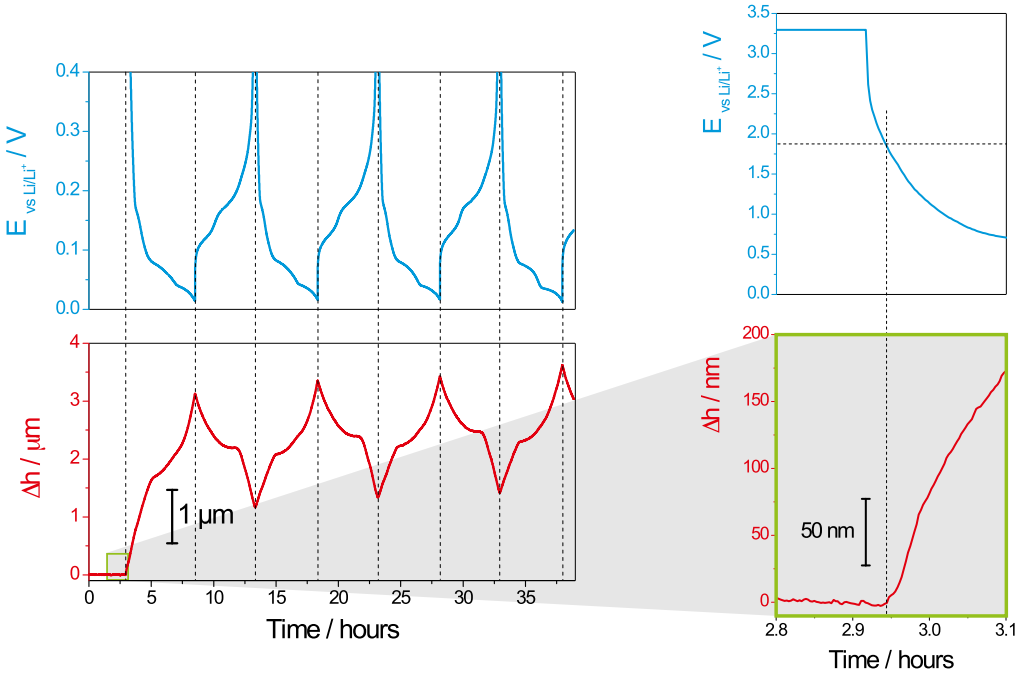 E vs Li/Li+ / V
0.4
0.3
0.2
0.1
0.0
Δh / µm
4
3
2
1
0
1 µm
0 5 10 15 20 25 30 35
Time / hours
E vs Li/Li+ / V
3.5
3.0
2.5
2.0
1.5
1.0
0.5
0.0
Δh / nm
200
150
100
50
0
50 nm
2.8 2.9 3.0 3.1
Time / hours